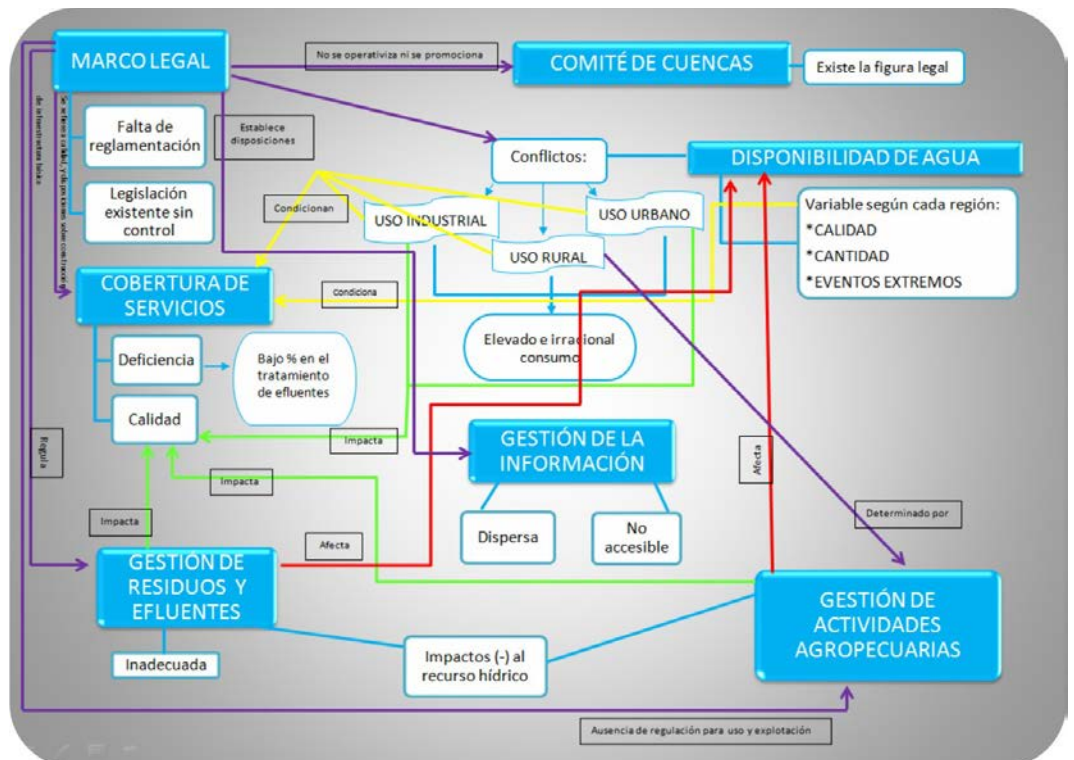 MARCO LEGAL
No se operativiza ni se promociona
COMITÉ DE CUENCAS
Existe la figura legal
Falta de
reglamentación
Establece
disposiciones
Conflictos:
DISPONIBILIDAD DE AGUA
Legislación
existente sin
control
Condicionan
USO INDUSTRIAL
USO URBANO
USO RURAL
Variable según cada región:
*CALIDAD
*CANTIDAD
*EVENTOS EXTREMOS
de infraestructura básica
COBERTURA DE
SERVICIOS
Condiciona
Elevado e irracional
consumo
Deficiencia
Bajo % en el
tratamiento
de efluentes
Calidad
Impacta
GESTIÓN DE LA
INFORMACIÓN
Afecta
Regula
Impacta
Impacta
Afecta
Dispersa
No
accesible
Determinado por
GESTIÓN DE
RESIDUOS Y
EFLUENTES
GESTIÓN DE
ACTIVIDADES
AGROPECUARIAS
Inadecuada
Impactos (-) al
recurso hídrico
Ausencia de regulación para uso y explotación